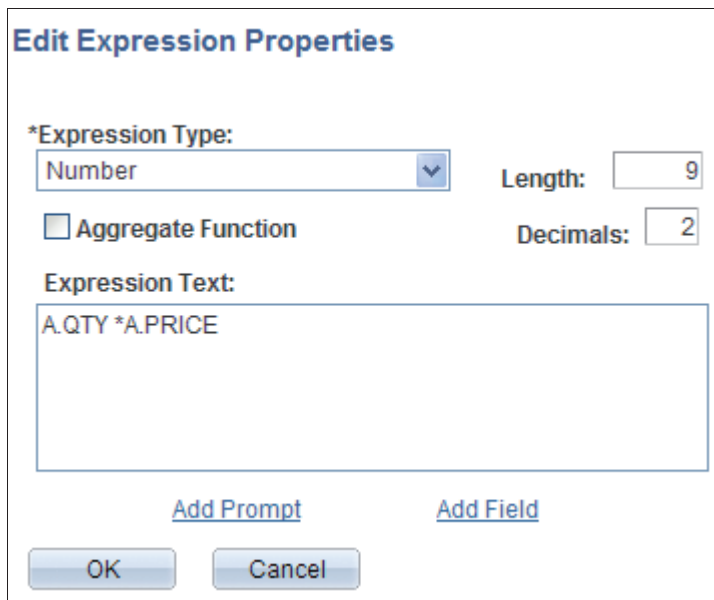 Edit Expression Properties
*Expression Type:
Number
Length: 9
Aggregate Function
Decimals: 2
Expression Text:
A.QTY *A.PRICE
Add Prompt Add Field
OK Cancel